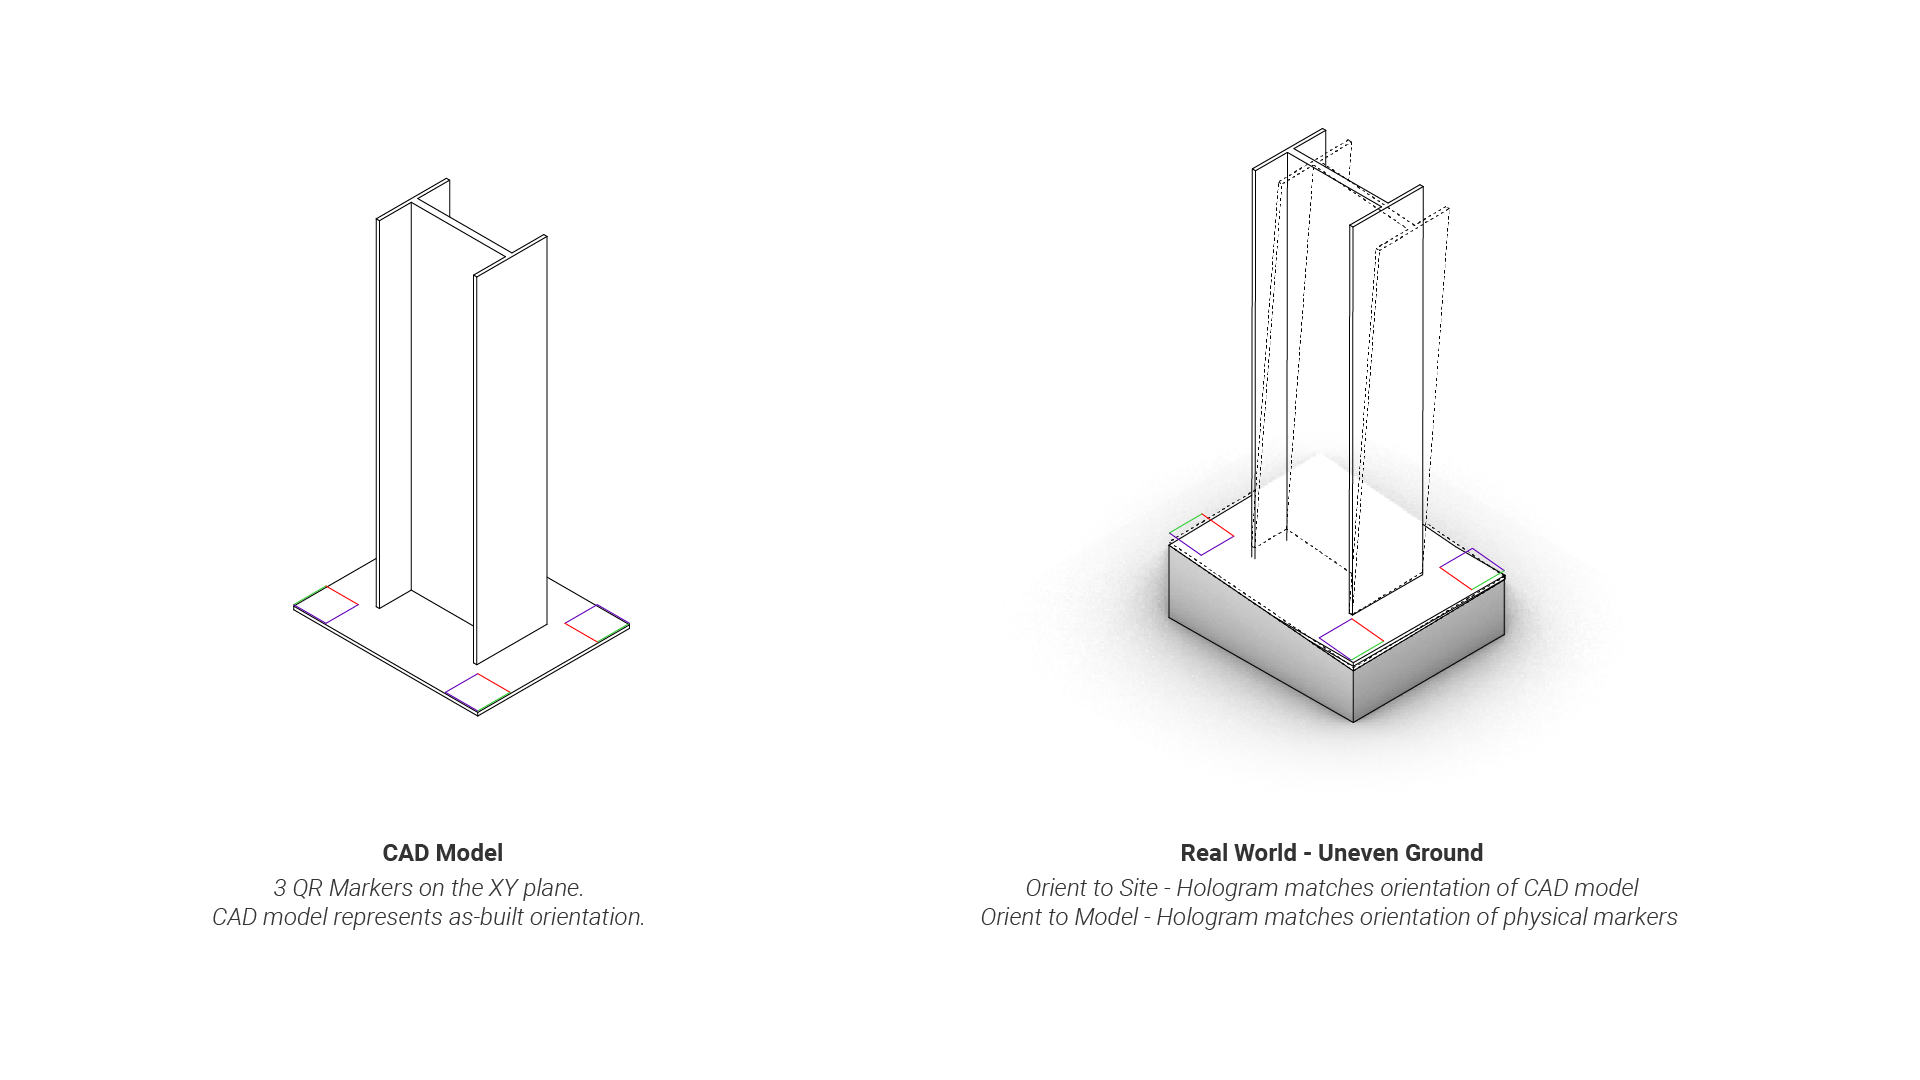 CAD Model
3 QR Markers on the XY plane.
CAD model represents as-built orientation.
Real World - Uneven Ground
Orient to Site - Hologram matches orientation of CAD model
Orient to Model - Hologram matches orientation of physical markers